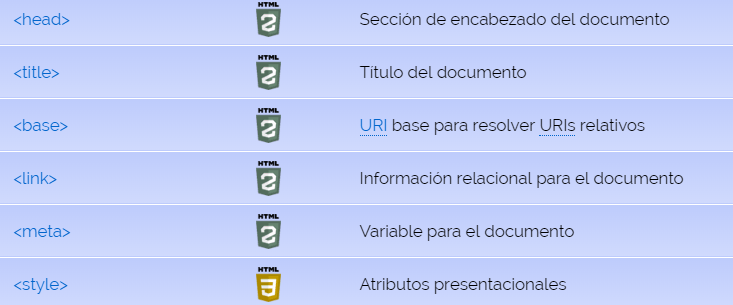 <head> HTML 2 Sección de encabezado del documento
<title> HTML 2 Título del documento
<base> HTML 2 URI base para resolver URIs relativos
<link> HTML 2 Información relacional para el documento
<meta> HTML 2 Variable para el documento
<style> HTML 3 Atributos presentacionales